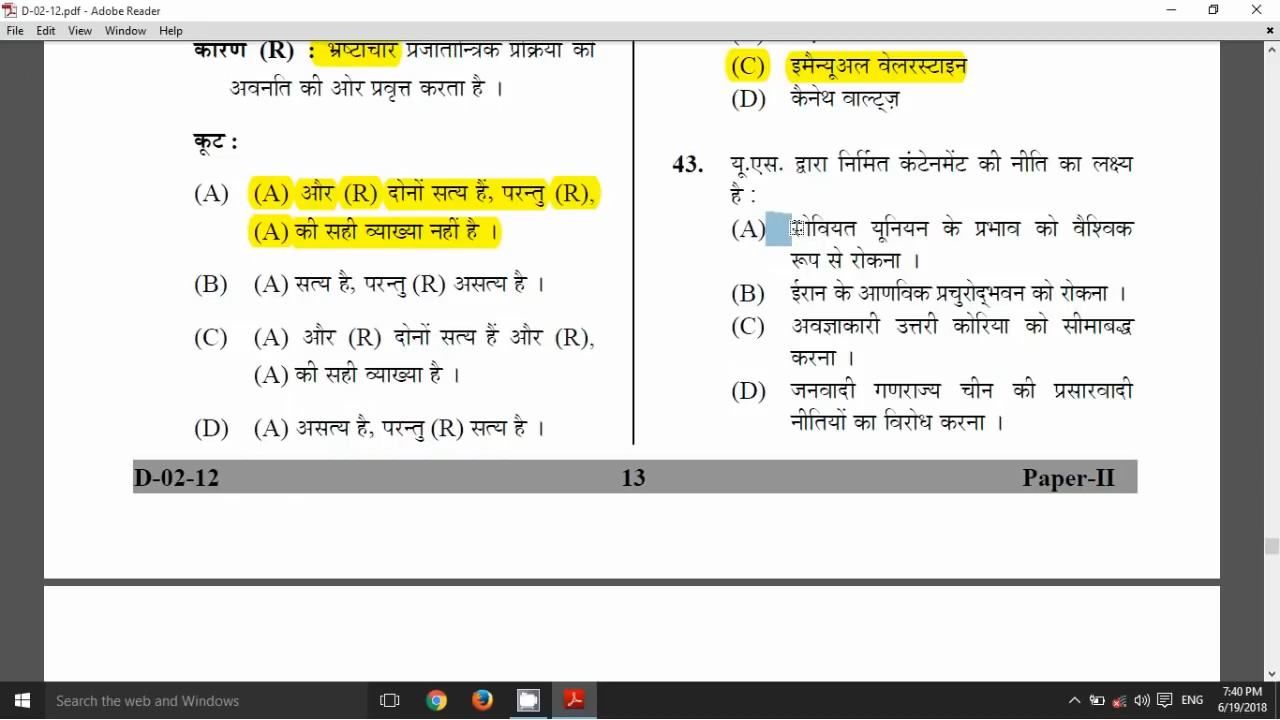 D-02-12.pdf - Adobe Reader
File Edit View Window Help
कारण (R) : भ्रष्टाचार प्रजातान्त्रिक प्रक्रिया की
अवनति की ओर प्रवृत्त करता है ।
कूट :
(A) (A) और (R) दोनों सत्य हैं, परन्तु (R),
(A) की सही व्याख्या नहीं है ।
(B) (A) सत्य है, परन्तु (R) असत्य है ।
(C) (A) और (R) दोनों सत्य हैं और (R),
(A) की सही व्याख्या है ।
(D) (A) असत्य है, परन्तु (R) सत्य है ।
(C) इमैन्यूअल वेलरस्टाइन
(D) कैनेथ वाल्ट्ज़
43. यू.एस. द्वारा निर्मित कंटेनमेंट की नीति का लक्ष्य
है :
(A) सोवियत यूनियन के प्रभाव को वैश्विक
रूप से रोकना ।
(B) ईरान के आणविक प्रचुरोद्भवन को रोकना ।
(C) अवज्ञाकारी उत्तरी कोरिया को सीमाबद्ध
करना ।
(D) जनवादी गणराज्य चीन की प्रसारवादी
नीतियों का विरोध करना ।
D-02-12 13 Paper-II
Search the web and Windows
ENG
7:40 PM
6/19/2018